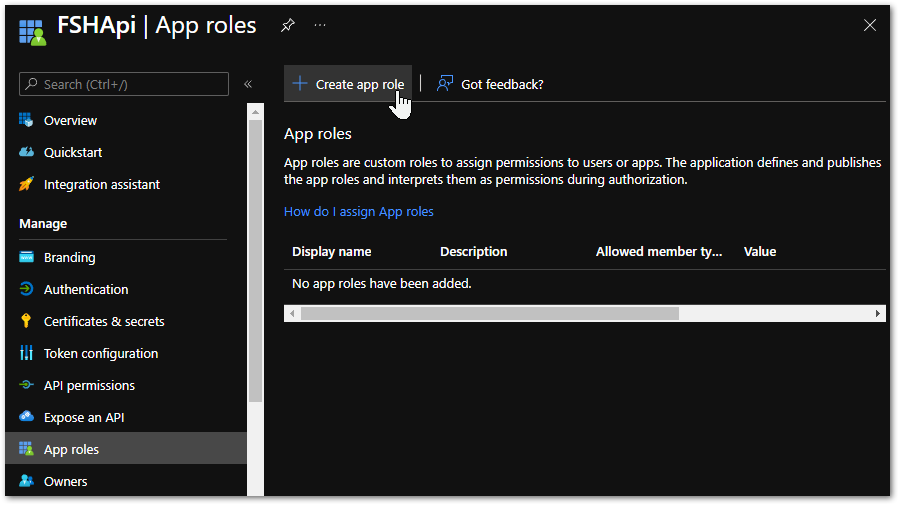 FSHApi | App roles
Search (Ctrl+/)
Overview
Quickstart
Integration assistant
Manage
Branding
Authentication
Certificates & secrets
Token configuration
API permissions
Expose an API
App roles
Owners
Create app role
Got feedback?
App roles
App roles are custom roles to assign permissions to users or apps. The application defines and publishes
the app roles and interprets them as permissions during authorization.
How do I assign App roles
Display name Description Allowed member ty... Value
No app roles have been added.